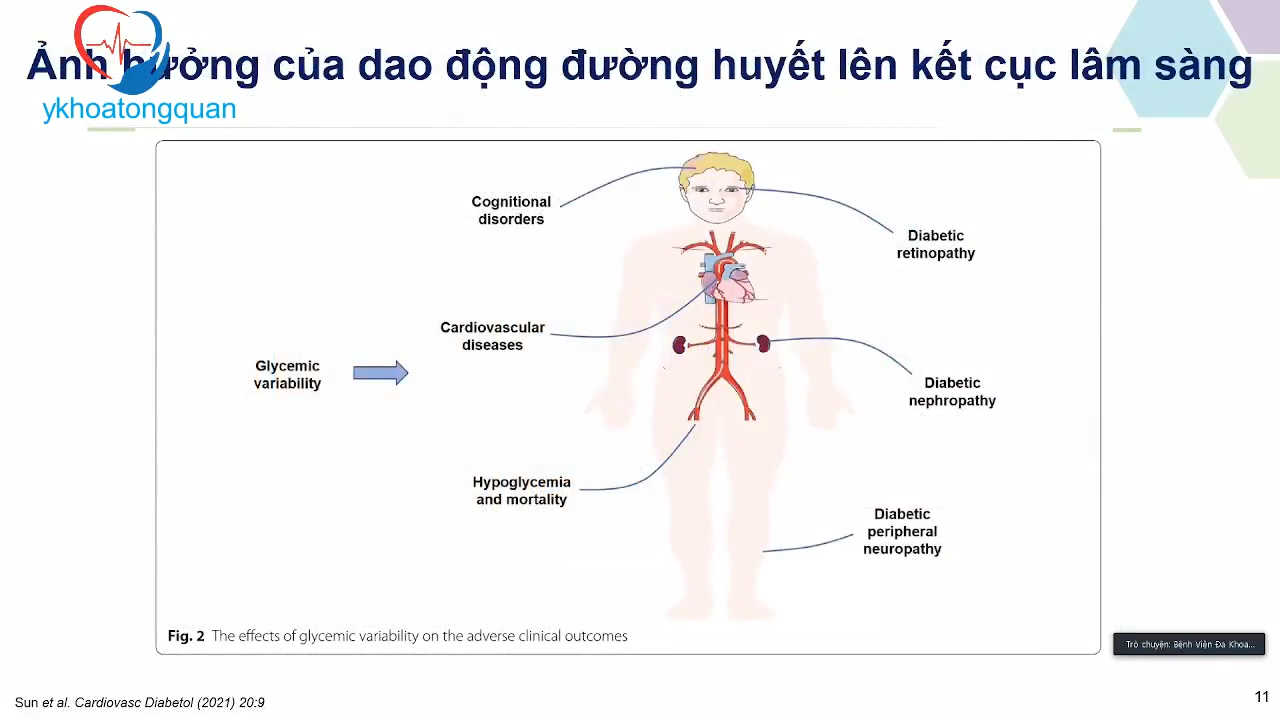 Ảnh hưởng của dao động đường huyết lên kết cục lâm sàng
ykhoatongquan
Cognitional
disorders
Diabetic
retinopathy
Cardiovascular
diseases
Glycemic
variability
Diabetic
nephropathy
Hypoglycemia
and mortality
Diabetic
peripheral
neuropathy
Fig. 2 The effects of glycemic variability on the adverse clinical outcomes
Trò chuyện: Bệnh Viện Đa Khoa...
Sun et al. Cardiovasc Diabetol (2021) 20:9
11